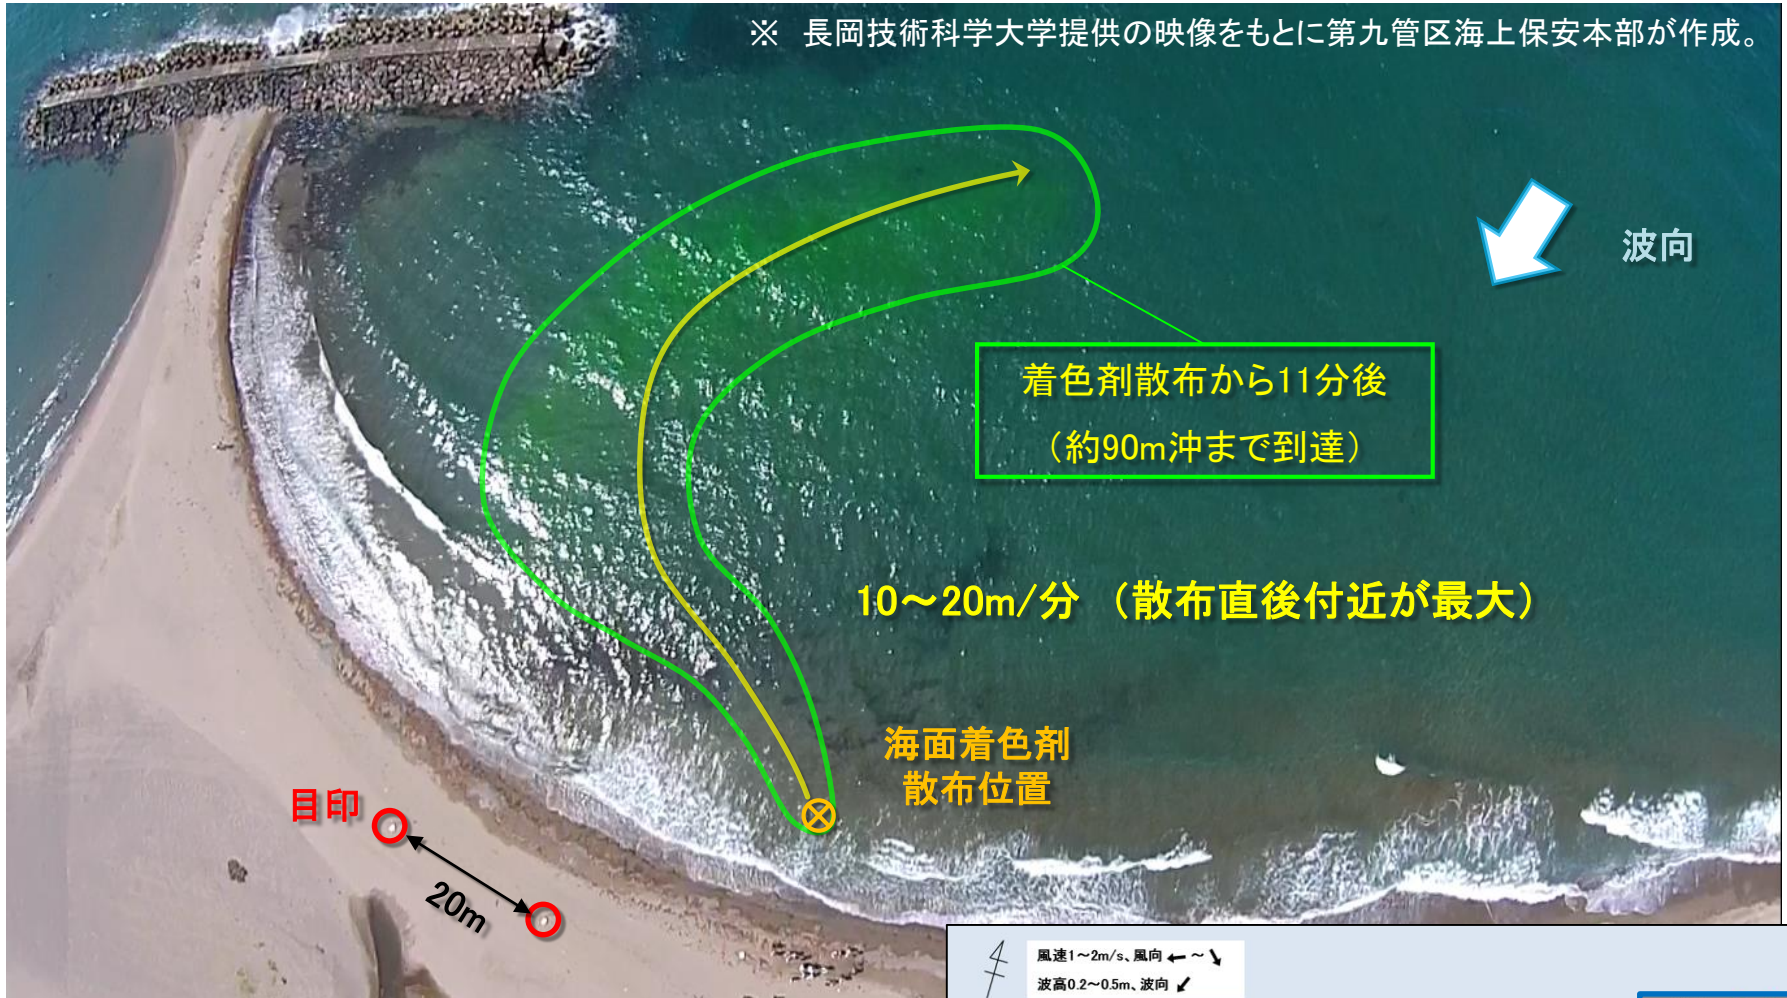 ※ 長岡技術科学大学提供の映像をもとに第九管区海上保安本部が作成。
波向
着色剤散布から11分後
（約90m沖まで到達）
10～20m/分 （散布直後付近が最大）
海面着色剤
散布位置
目印
20m
風速1～2m/s、風向 ← ～ ↘
波高0.2～0.5m、波向 ↙